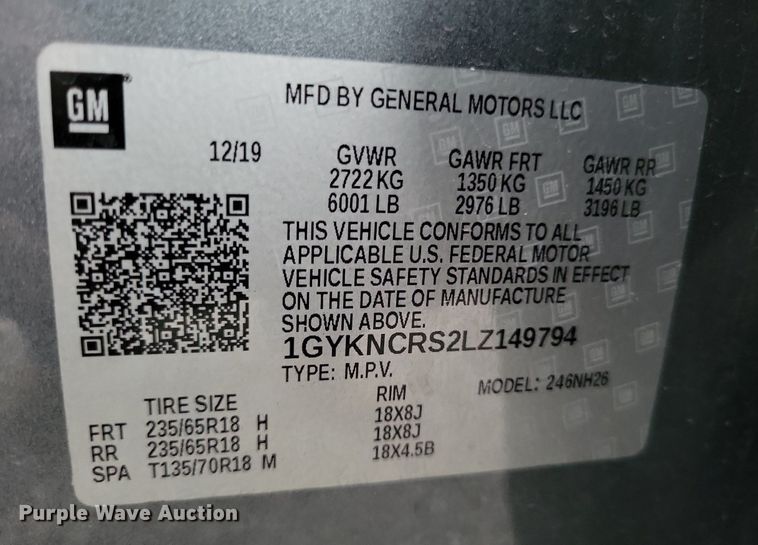 GM
MFD BY GENERAL MOTORS LLC
12/19 GVWR GAWR FRT GAWR RR
2722 KG 1350 KG 1450 KG
6001 LB 2976 LB 3196 LB
THIS VEHICLE CONFORMS TO ALL
APPLICABLE U.S. FEDERAL MOTOR
VEHICLE SAFETY STANDARDS IN EFFECT
ON THE DATE OF MANUFACTURE
SHOWN ABOVE.
1GYKNCRS2LZ149794
TYPE: M.P.V. MODEL: 246NH26
TIRE SIZE RIM
FRT 235/65R18 H 18X8J
RR 235/65R18 H 18X8J
SPA T135/70R18 M 18X4.5B
Purple Wave Auction